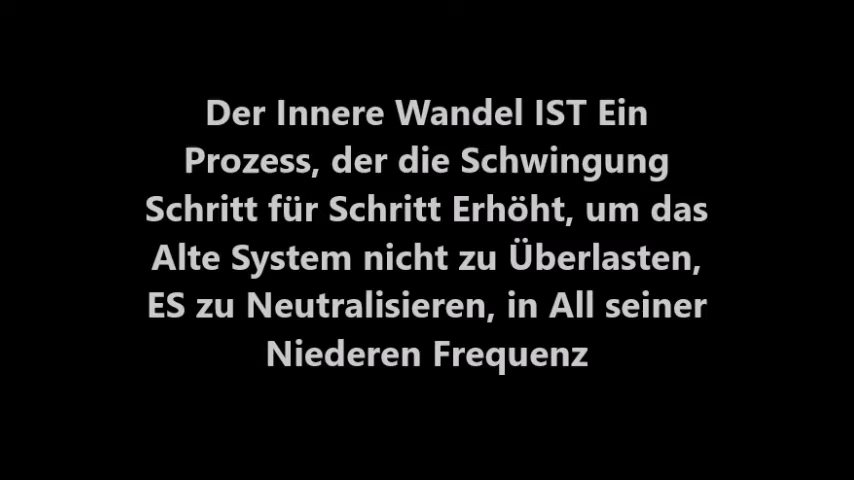 Der Innere Wandel IST Ein
Prozess, der die Schwingung
Schritt für Schritt Erhöht, um das
Alte System nicht zu Überlasten,
ES zu Neutralisieren, in All seiner
Niederen Frequenz